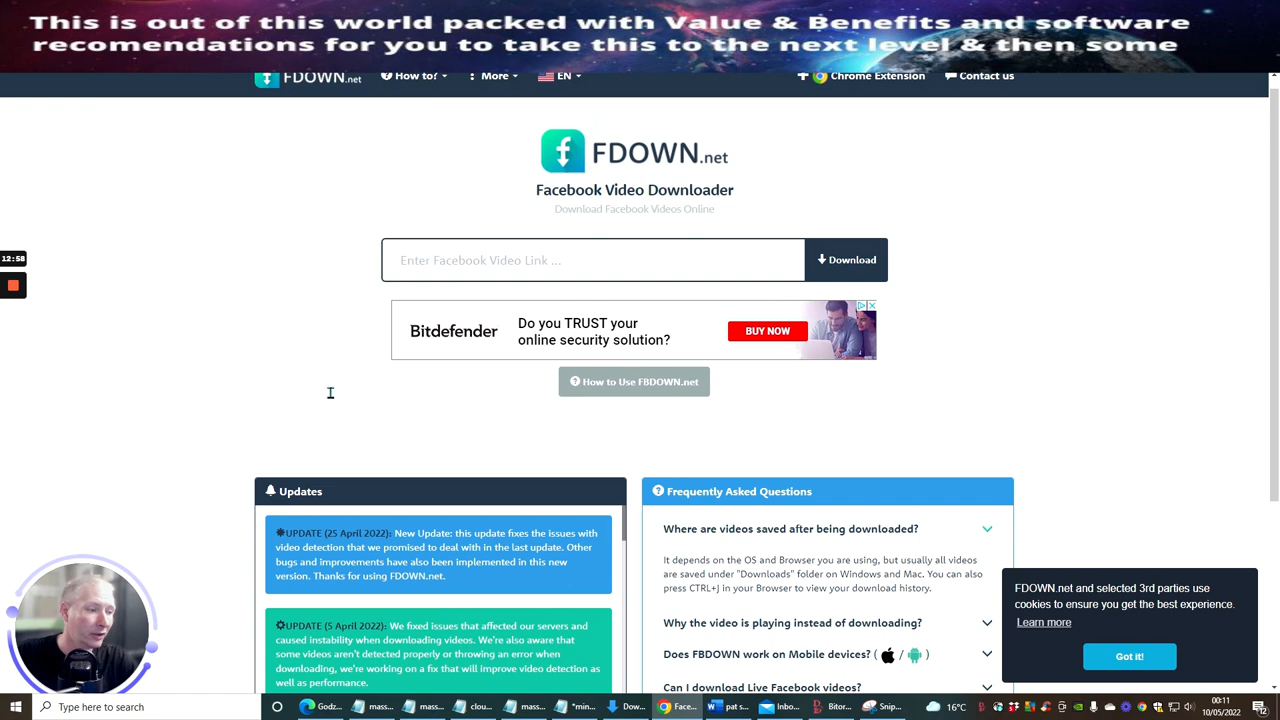 This is out of this world packed with Value & Benefits and software
recomendations for you to take this to the next level & then some
FDOWN.net
How to?
More
EN
Chrome Extension
Contact us
FDOWN.net
Facebook Video Downloader
Download Facebook Videos Online
12:58
Enter Facebook Video Link ...
Download
Bitdefender
Do you TRUST your
online security solution?
BUY NOW
How to Use FBDOWN.net
Updates
UPDATE (25 April 2022): New Update: this update fixes the issues with
video detection that we promised to deal with in the last update. Other
bugs and improvements have also been implemented in this new
version. Thanks for using FDOWN.net.
UPDATE (5 April 2022): We fixed issues that affected our servers and
caused instability when downloading videos. We're also aware that
some videos aren't detected properly or throwing an error when
downloading, we're working on a fix that will improve video detection as
well as performance.
Frequently Asked Questions
Where are videos saved after being downloaded?
It depends on the OS and Browser you are using, but usually all videos
are saved under "Downloads" folder on Windows and Mac. You can also
press CTRL+J in your Browser to view your download history.
Why the video is playing instead of downloading?
Does FBDOWN work on Mobile devices? ( / )
Can I download Live Facebook videos?
FDOWN.net and selected 3rd parties use
cookies to ensure you get the best experience.
Learn more
Got it!
Type here to search
Godz...
mass...
mass...
clou...
mass...
*min...
Dow...
Face...
pat s...
Inbo...
Bitor...
Snip...
16°C
00:11
10/05/2022